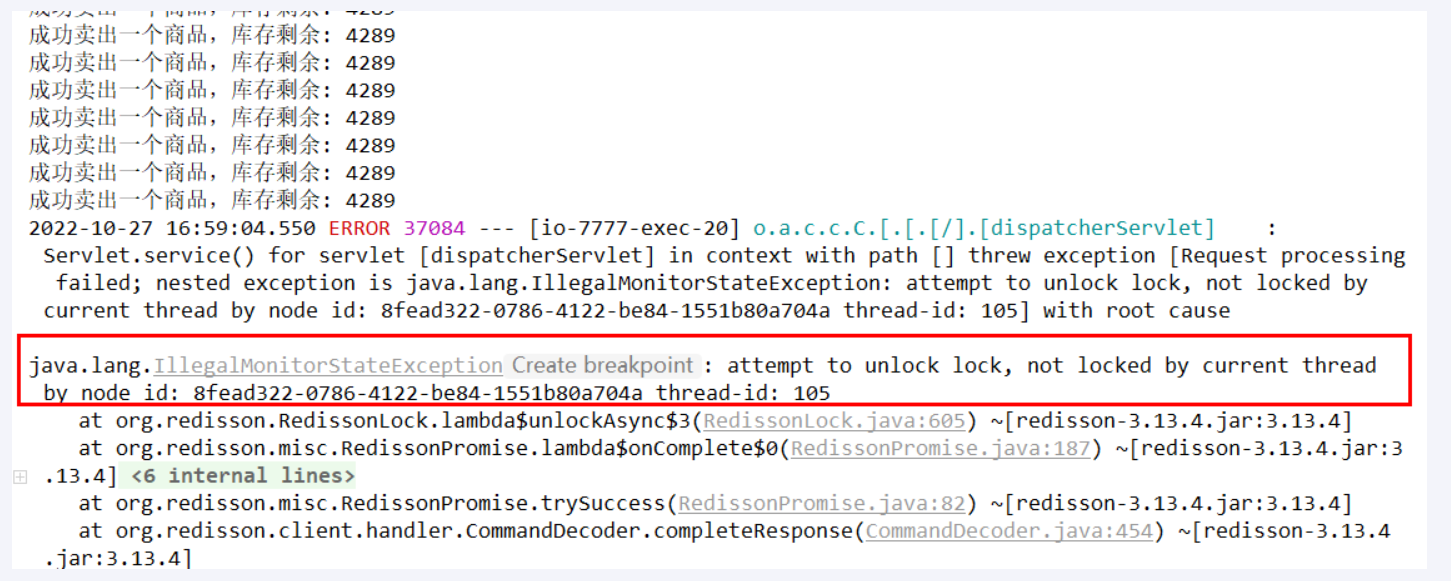 成功卖出一个商品，库存剩余: 4289
成功卖出一个商品，库存剩余: 4289
成功卖出一个商品，库存剩余: 4289
成功卖出一个商品，库存剩余: 4289
成功卖出一个商品，库存剩余: 4289
成功卖出一个商品，库存剩余: 4289
成功卖出一个商品，库存剩余: 4289
成功卖出一个商品，库存剩余: 4289
2022-10-27 16:59:04.550 ERROR 37084 --- [io-7777-exec-20] o.a.c.c.C.[.[.[/].[dispatcherServlet]    :
Servlet.service() for servlet [dispatcherServlet] in context with path [] threw exception [Request processing
failed; nested exception is java.lang.IllegalMonitorStateException: attempt to unlock lock, not locked by
current thread by node id: 8fead322-0786-4122-be84-1551b80a704a thread-id: 105] with root cause
java.lang.IllegalMonitorStateException Create breakpoint : attempt to unlock lock, not locked by current thread
by node id: 8fead322-0786-4122-be84-1551b80a704a thread-id: 105
at org.redisson.RedissonLock.lambda$unlockAsync$3(RedissonLock.java:605) ~[redisson-3.13.4.jar:3.13.4]
at org.redisson.misc.RedissonPromise.lambda$onComplete$0(RedissonPromise.java:187) ~[redisson-3.13.4.jar:3
.13.4] <6 internal lines>
at org.redisson.misc.RedissonPromise.trySuccess(RedissonPromise.java:82) ~[redisson-3.13.4.jar:3.13.4]
at org.redisson.client.handler.CommandDecoder.completeResponse(CommandDecoder.java:454) ~[redisson-3.13.4
.jar:3.13.4]